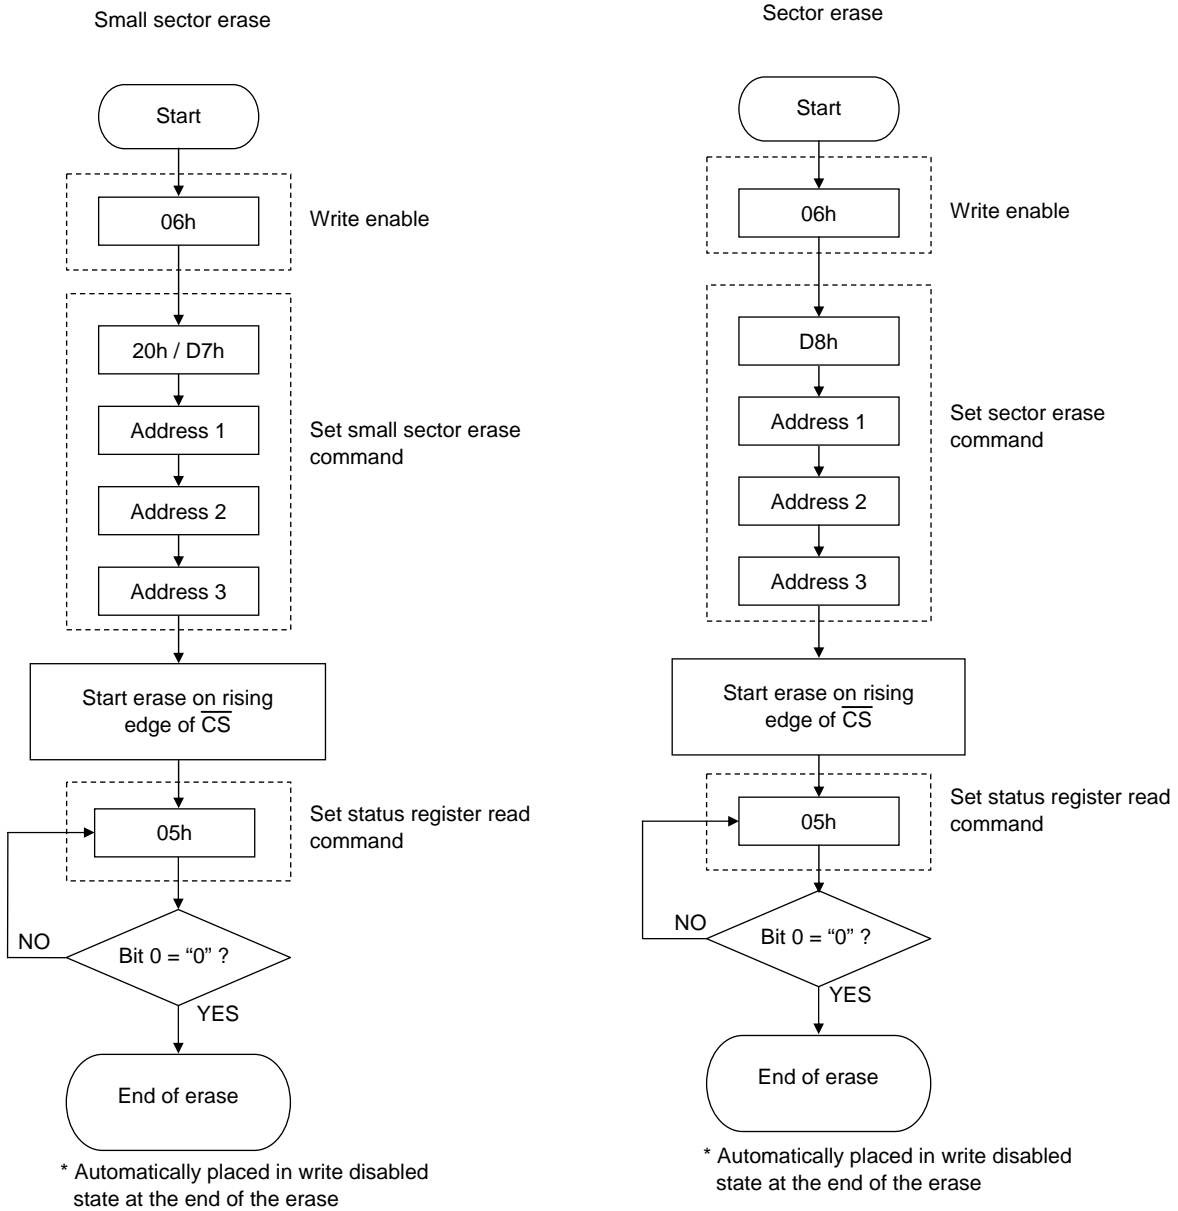 Small sector erase
Start
06h
Write enable
20h / D7h
Address 1
Address 2
Address 3
Set small sector erase
command
Start erase on rising
edge of C̅S̅
05h
Set status register read
command
Bit 0 = “0” ?
NO
YES
End of erase
* Automatically placed in write disabled
state at the end of the erase
Sector erase
Start
06h
Write enable
D8h
Address 1
Address 2
Address 3
Set sector erase
command
Start erase on rising
edge of C̅S̅
05h
Set status register read
command
Bit 0 = “0” ?
NO
YES
End of erase
* Automatically placed in write disabled
state at the end of the erase